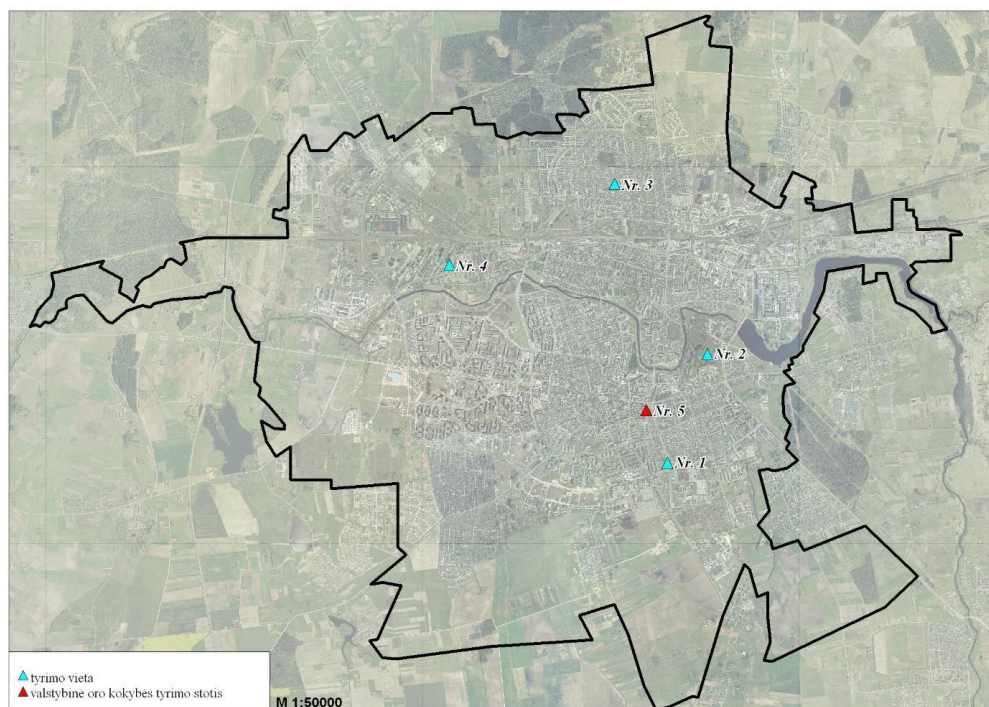 Nr. 3
Nr. 4
Nr. 2
Nr. 5
Nr. 1
tyrimo vieta
valstybinė oro kokybės tyrimo stotis
M 1:50000